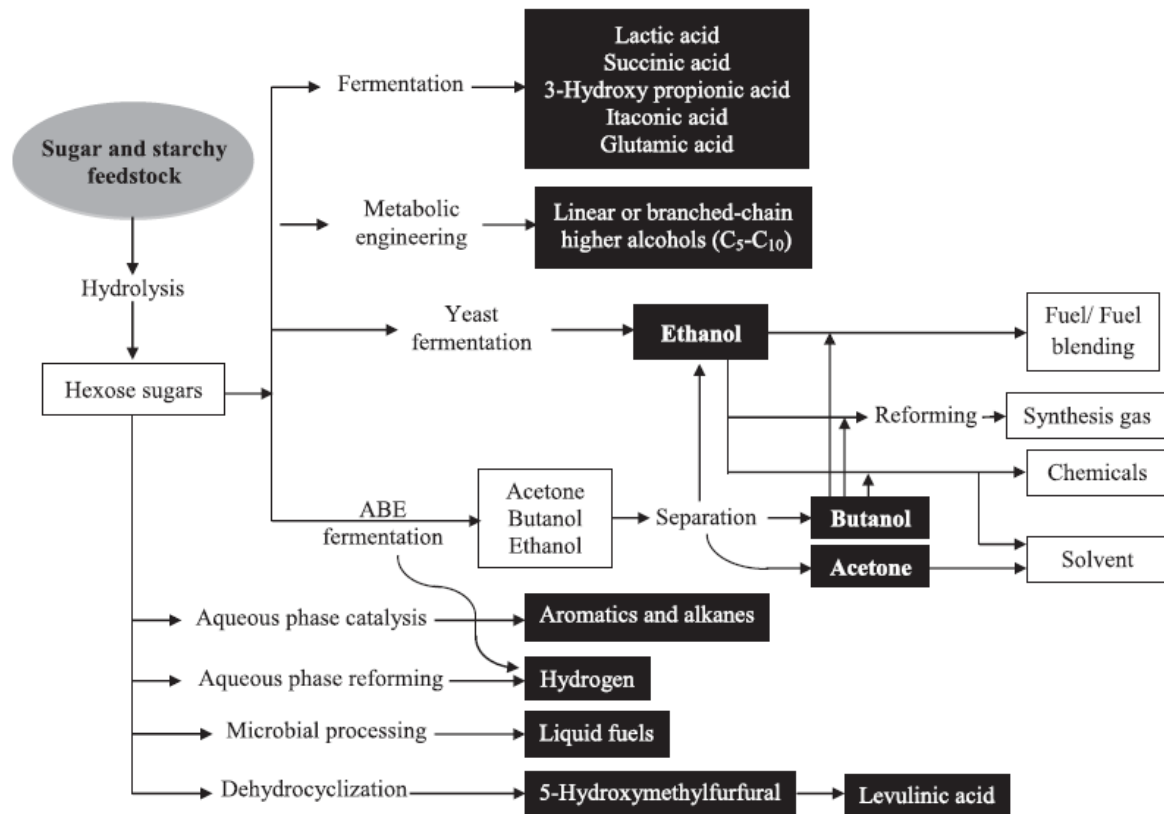 Lactic acid
Succinic acid
3-Hydroxy propionic acid
Itaconic acid
Glutamic acid
Fermentation
Sugar and starchy
feedstock
Metabolic
engineering
Linear or branched-chain
higher alcohols (C₅-C₁₀)
Hydrolysis
Yeast
fermentation
Ethanol
Fuel/ Fuel
blending
Hexose sugars
Reforming
Synthesis gas
Chemicals
ABE
fermentation
Acetone
Butanol
Ethanol
Separation
Butanol
Acetone
Solvent
Aqueous phase catalysis
Aromatics and alkanes
Aqueous phase reforming
Hydrogen
Microbial processing
Liquid fuels
Dehydrocyclization
5-Hydroxymethylfurfural
Levulinic acid